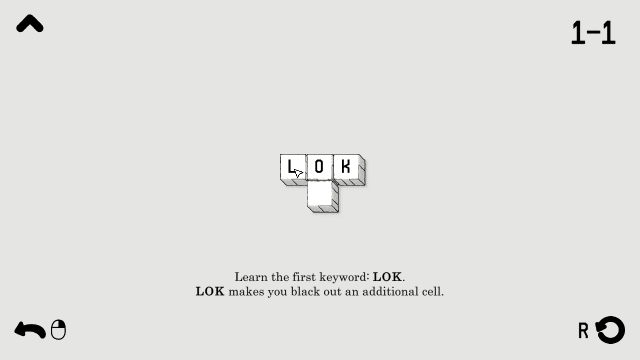 1-1
L O K
Learn the first keyword: LOK.
LOK makes you black out an additional cell.
R